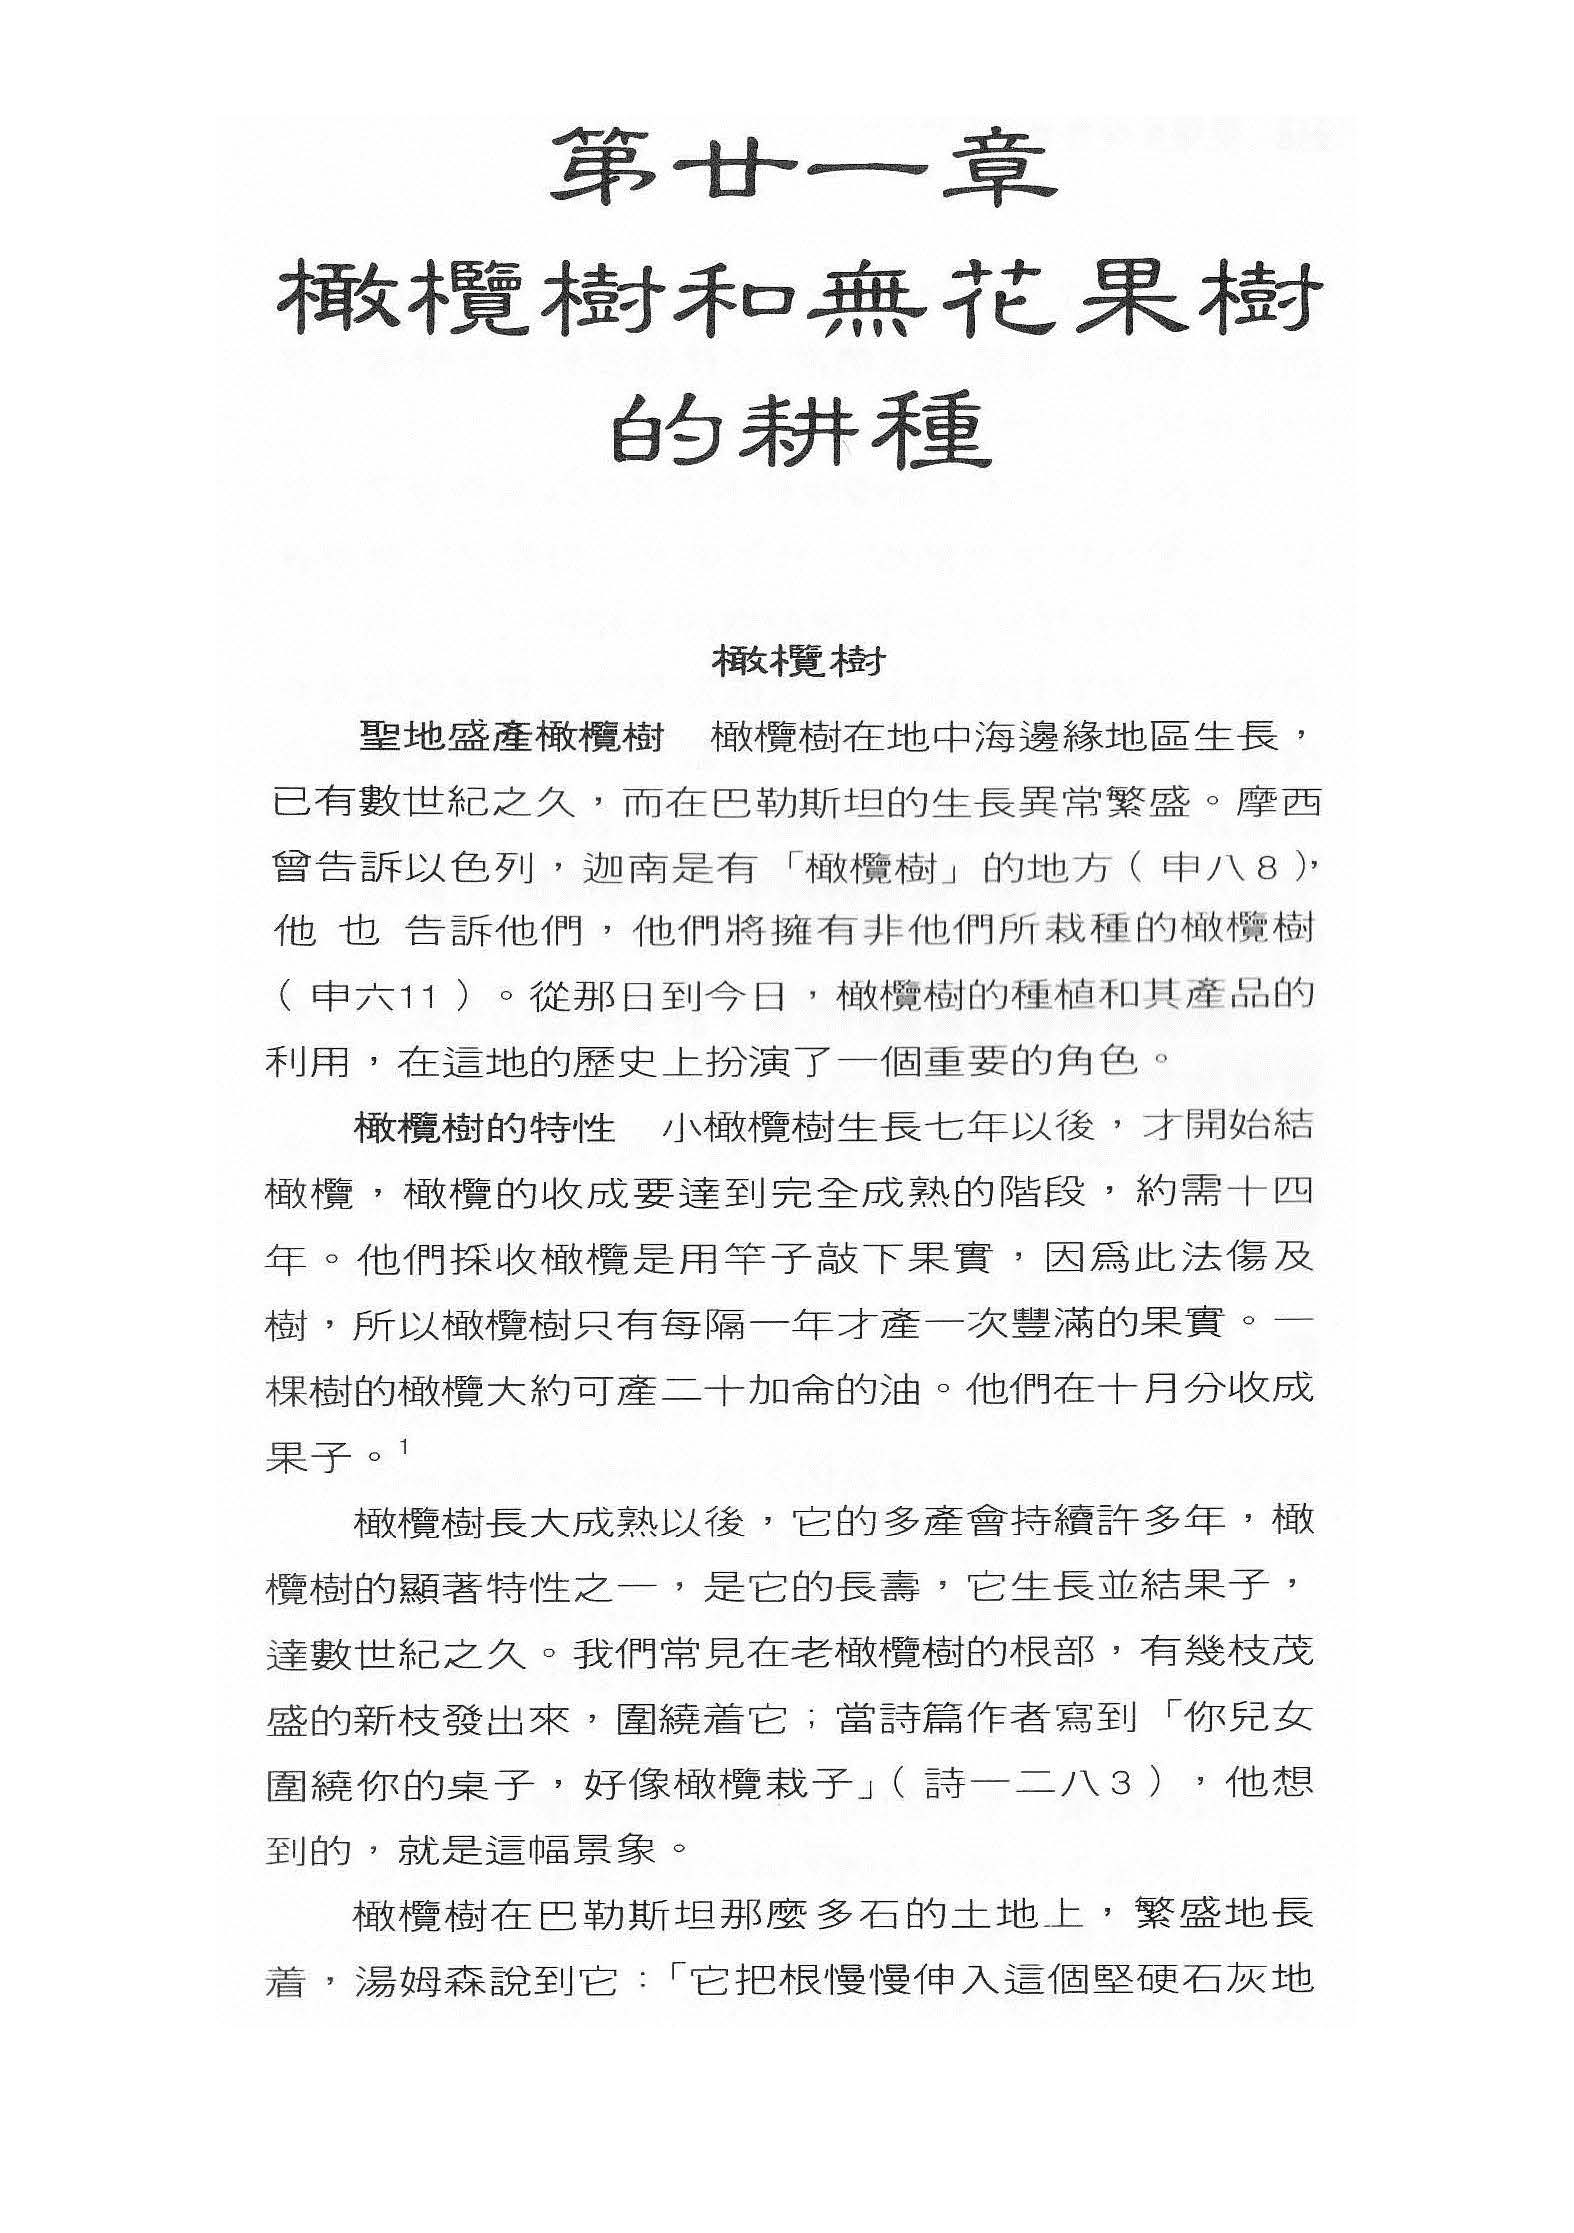 第廿一章
橄欖樹和無花果樹
的耕種
橄欖樹
聖地盛產橄欖樹　橄欖樹在地中海邊緣地區生長，
已有數世紀之久，而在巴勒斯坦的生長異常繁盛。摩西
曾告訴以色列，迦南是有「橄欖樹」的地方（申八8），
他也告訴他們，他們將擁有非他們所栽種的橄欖樹
（申六11）。從那日到今日，橄欖樹的種植和其產品的
利用，在這地的歷史上扮演了一個重要的角色。
橄欖樹的特性　小橄欖樹生長七年以後，才開始結
橄欖，橄欖的收成要達到完全成熟的階段，約需十四
年。他們採收橄欖是用竿子敲下果實，因爲此法傷及
樹，所以橄欖樹只有每隔一年才產一次豐滿的果實。一
棵樹的橄欖大約可產二十加侖的油。他們在十月分收成
果子。1
橄欖樹長大成熟以後，它的多產會持續許多年，橄
欖樹的顯著特性之一，是它的長壽，它生長並結果子，
達數世紀之久。我們常見在老橄欖樹的根部，有幾枝茂
盛的新枝發出來，圍繞着它；當詩篇作者寫到「你兒女
圍繞你的桌子，好像橄欖栽子」（詩一二八3），他想
到的，就是這幅景象。
橄欖樹在巴勒斯坦那麼多石的土地上，繁盛地長
着，湯姆森說到它：「它把根慢慢伸入這個堅硬石灰地